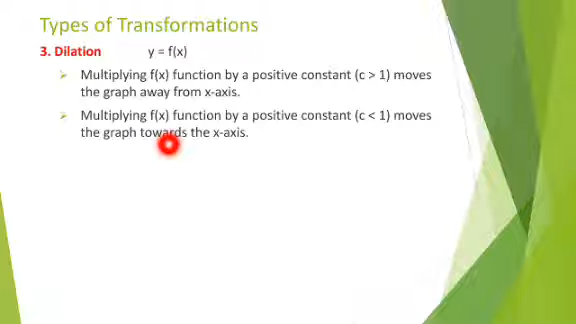 Types of Transformations
3. Dilation y = f(x)
Multiplying f(x) function by a positive constant (c > 1) moves
the graph away from x-axis.
Multiplying f(x) function by a positive constant (c < 1) moves
the graph towards the x-axis.